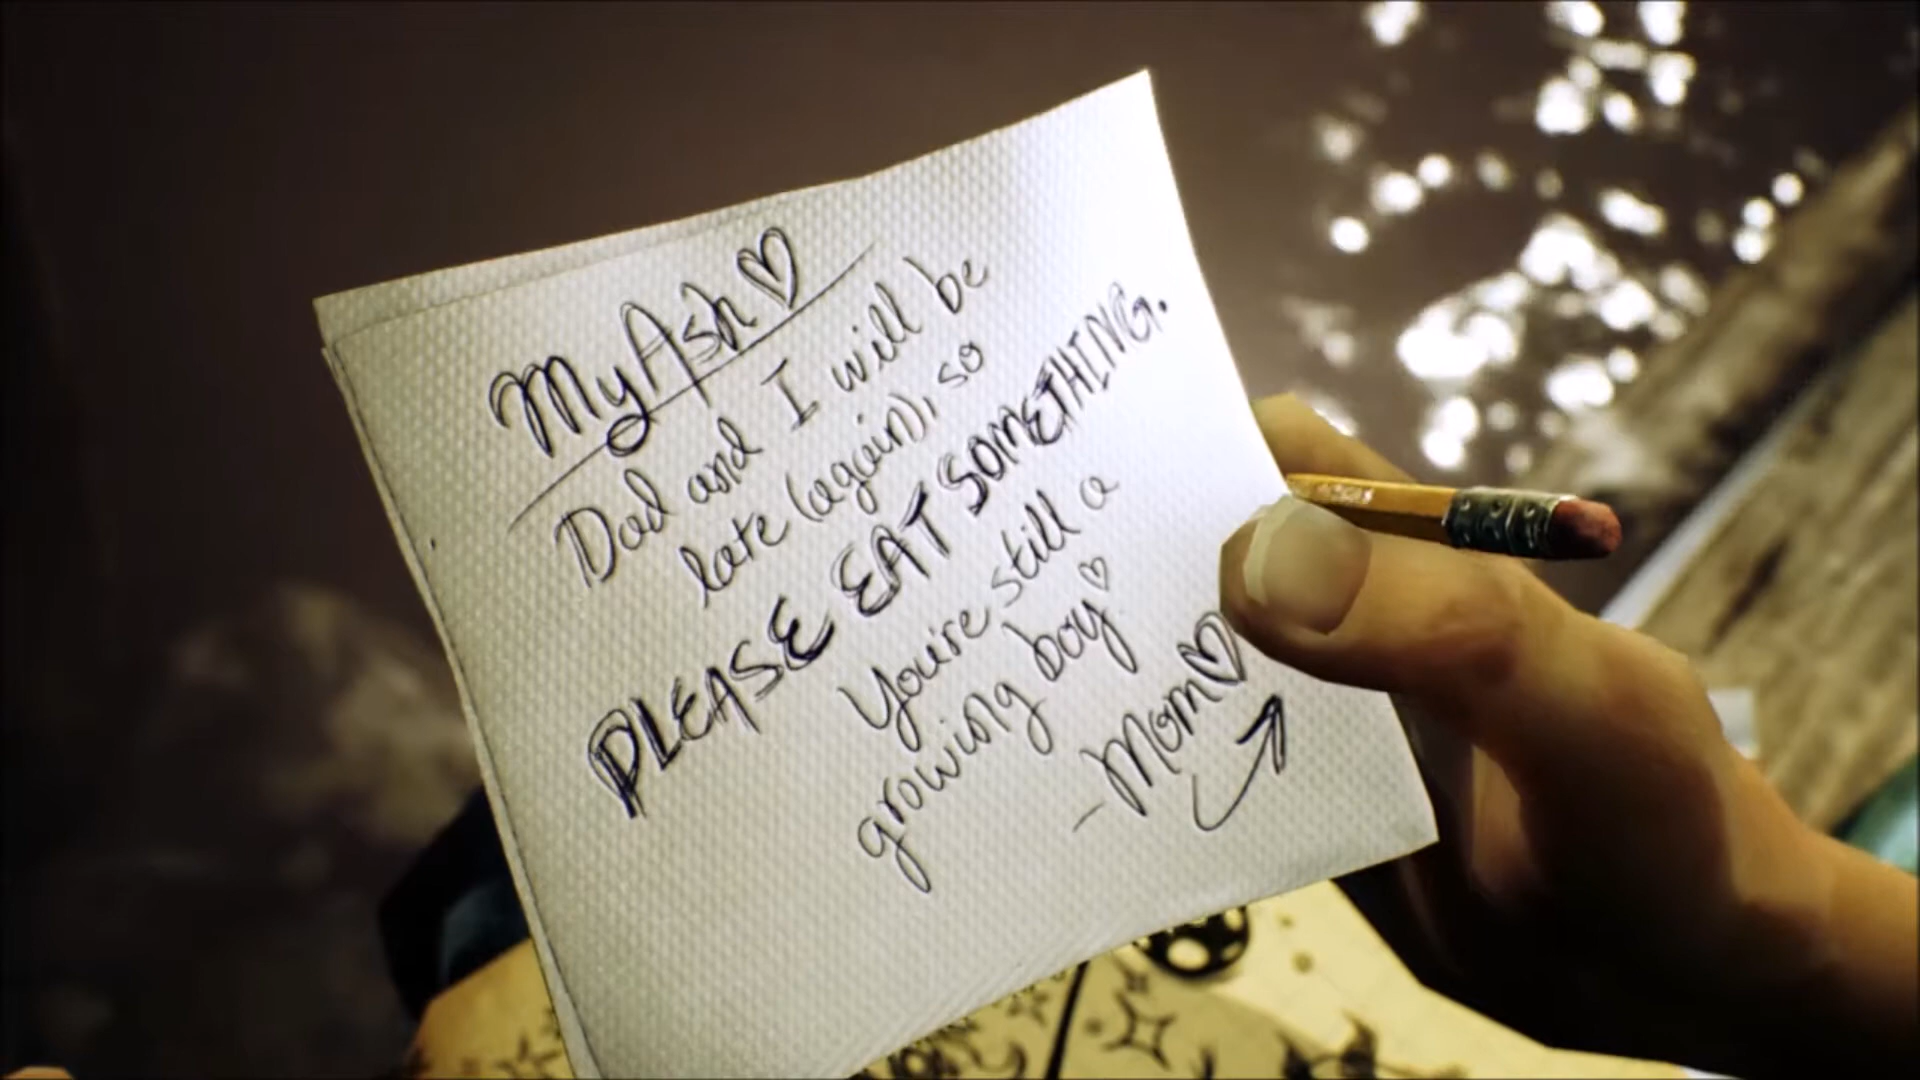 My Ash ♡
Dad and I will be
late (again), so
PLEASE EAT SOMETHING.
You're still a
growing boy ♡
-Mom ♡